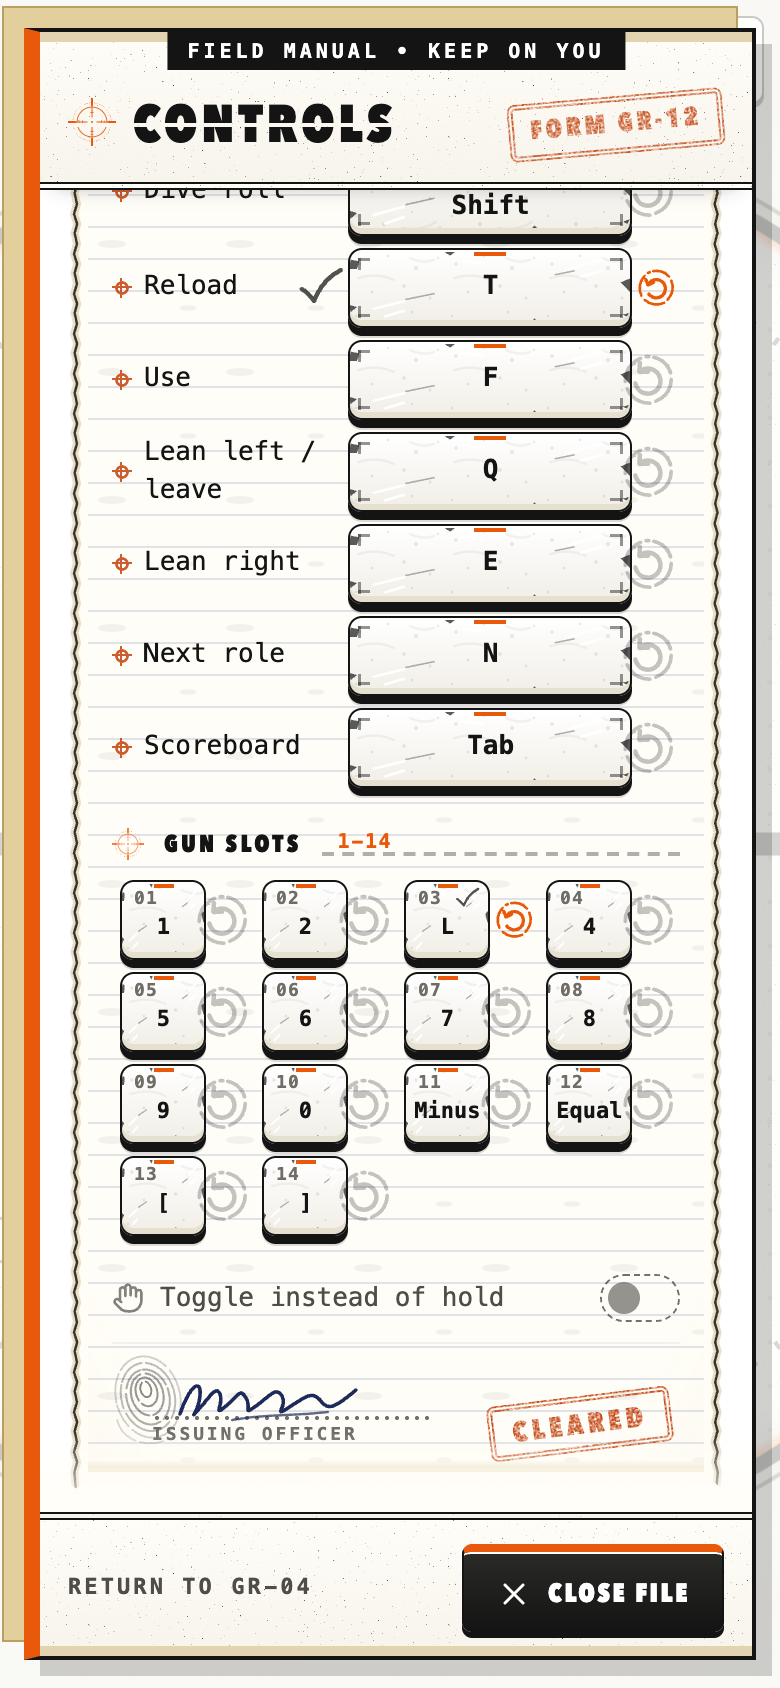 FIELD MANUAL • KEEP ON YOU
CONTROLS
FORM GR-12
Dive roll
Shift
Reload
T
Use
F
Lean left /
leave
Q
Lean right
E
Next role
N
Scoreboard
Tab
GUN SLOTS
1–14
01
1
02
2
03
L
04
4
05
5
06
6
07
7
08
8
09
9
10
0
11
Minus
12
Equal
13
[
14
]
Toggle instead of hold
ISSUING OFFICER
CLEARED
RETURN TO GR–04
CLOSE FILE